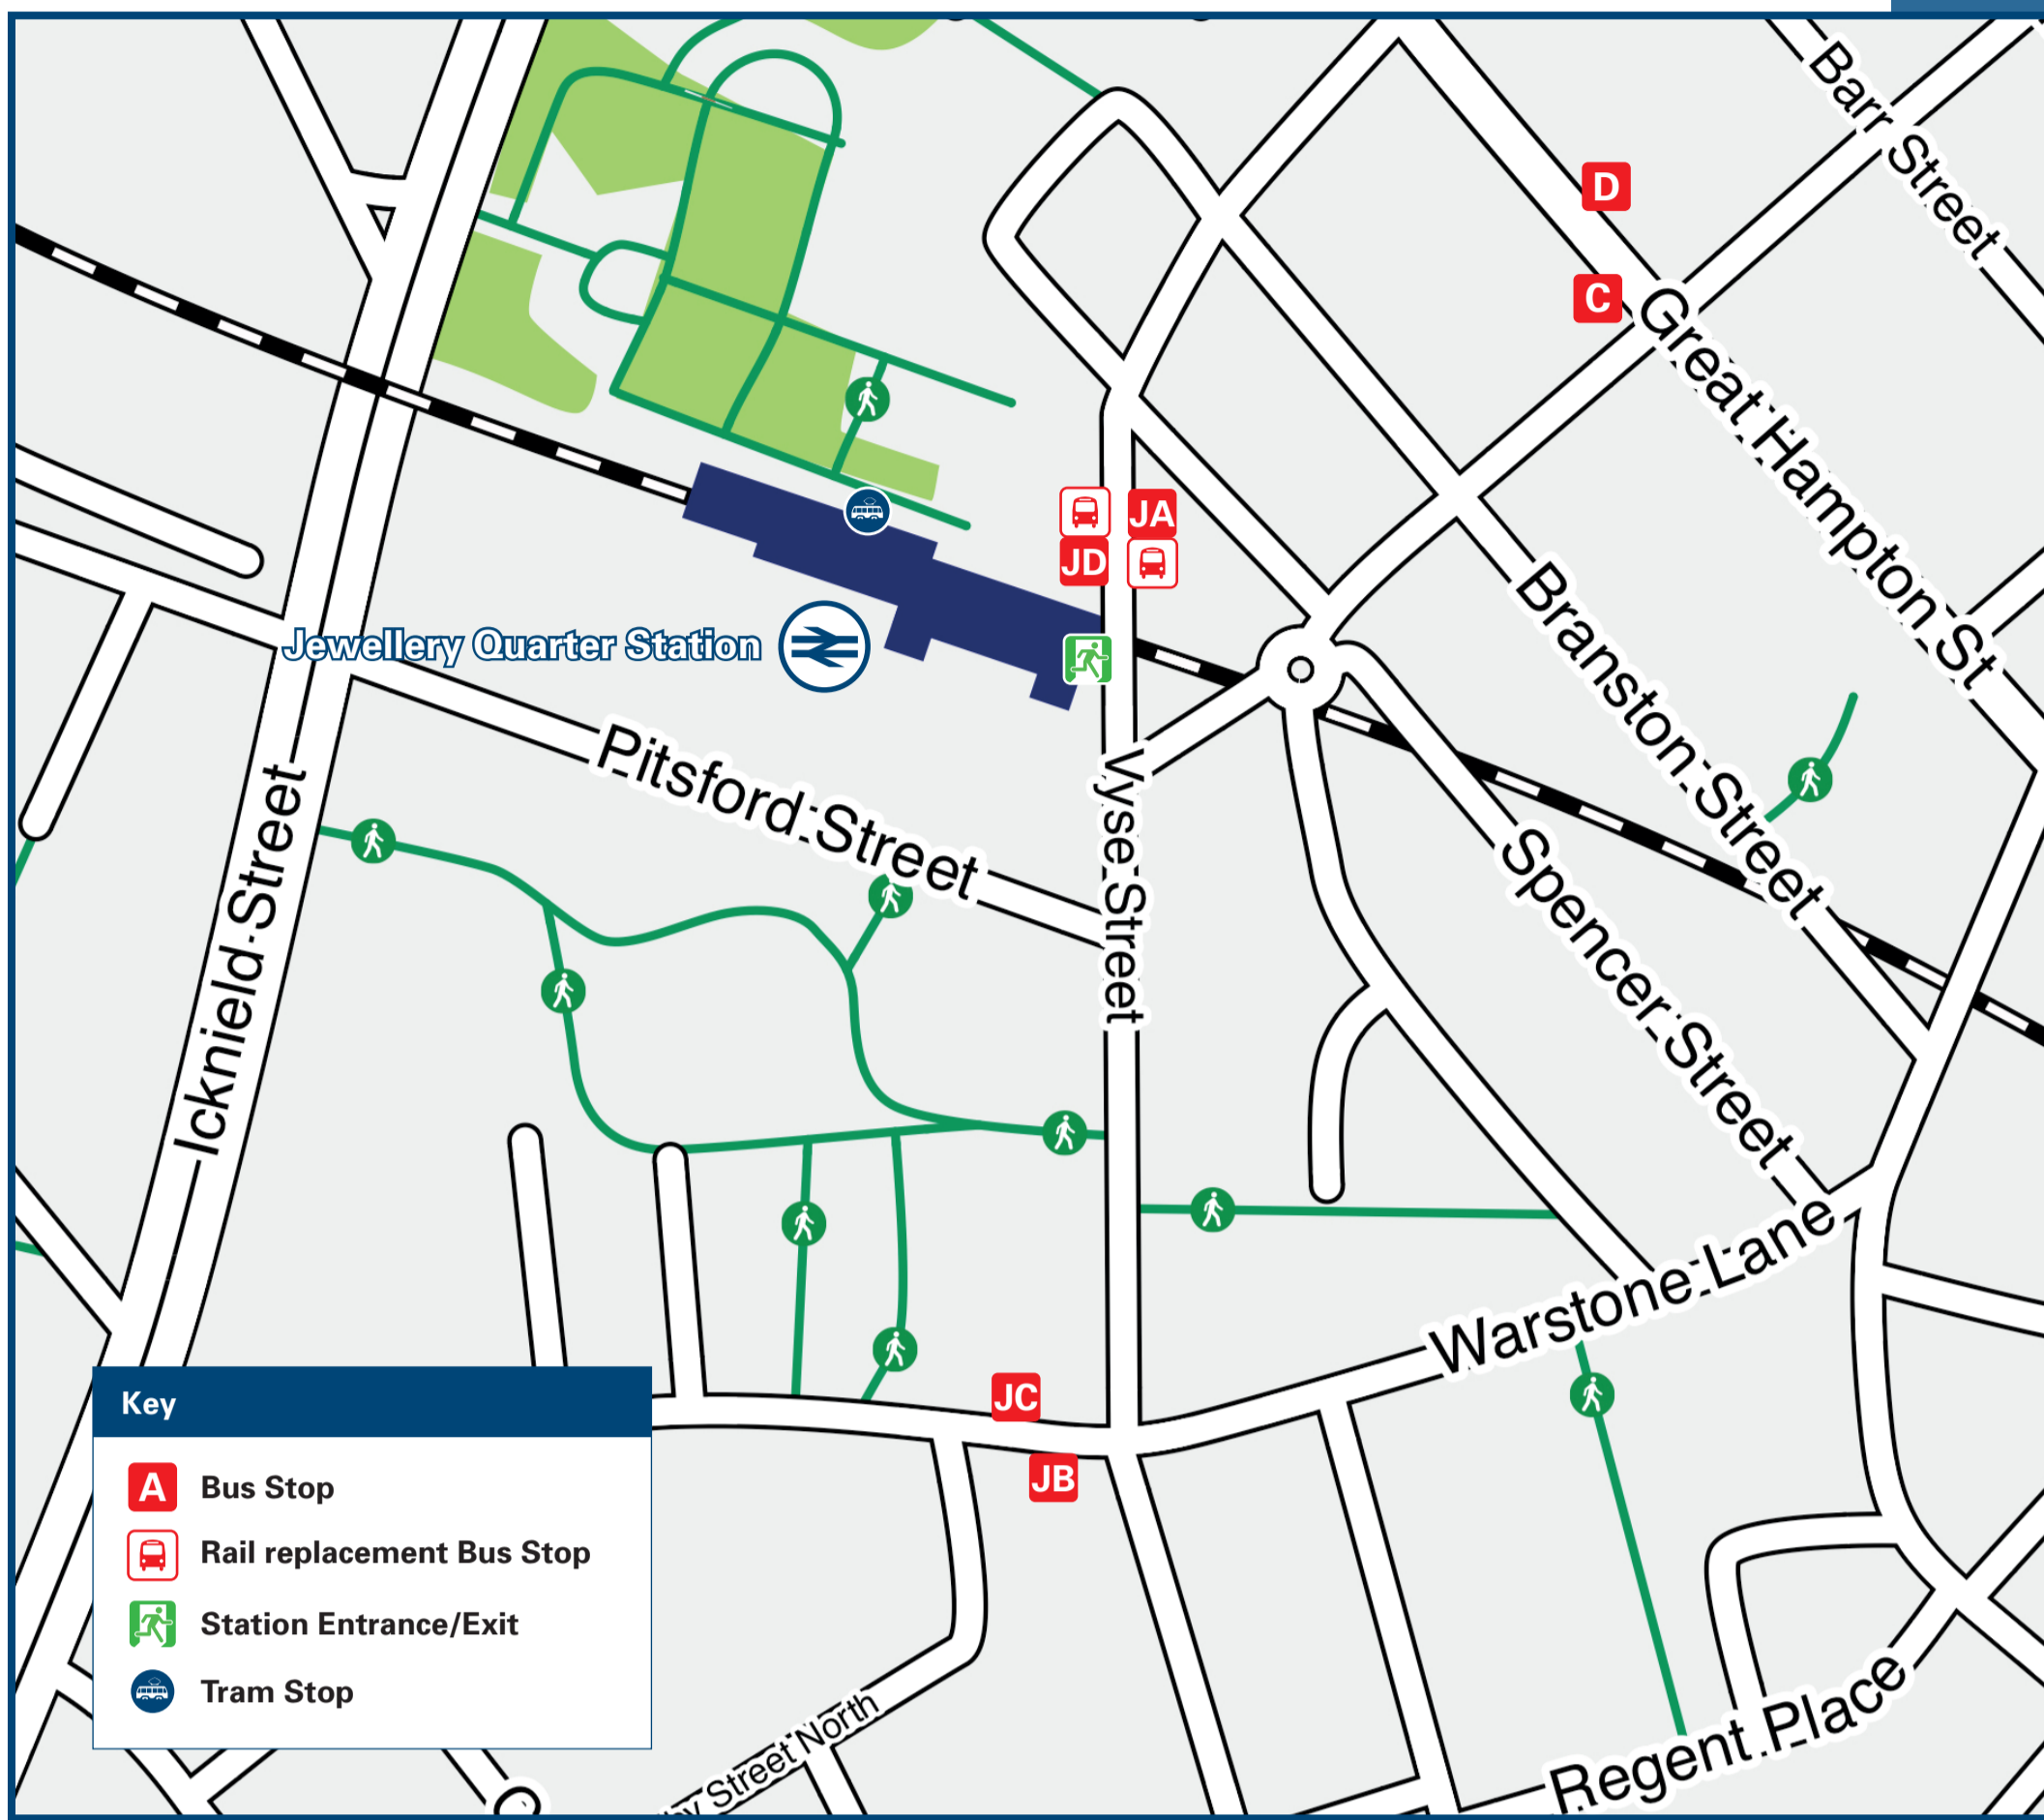 Barr Street
D
C
Great Hampton St
JA
JD
Branston Street
Jewellery Quarter Station
Pitsford Street
Vyse Street
Spencer Street
Icknield Street
Warstone Lane
JC
JB
Key
A Bus Stop
Rail replacement Bus Stop
Station Entrance/Exit
Tram Stop
Street North
Regent Place